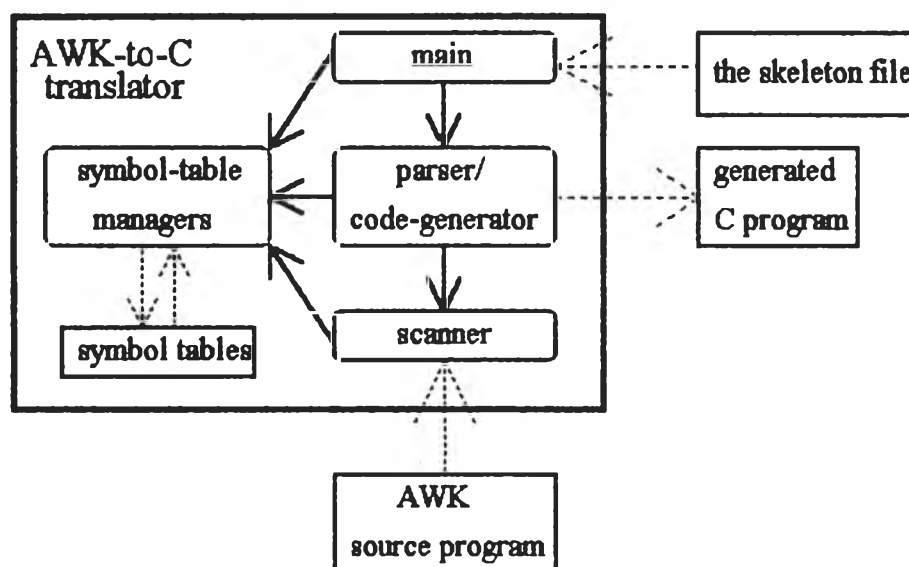 AWK-to-C
translator
main
the skeleton file
symbol-table
managers
parser/
code-generator
generated
C program
symbol tables
scanner
AWK
source program